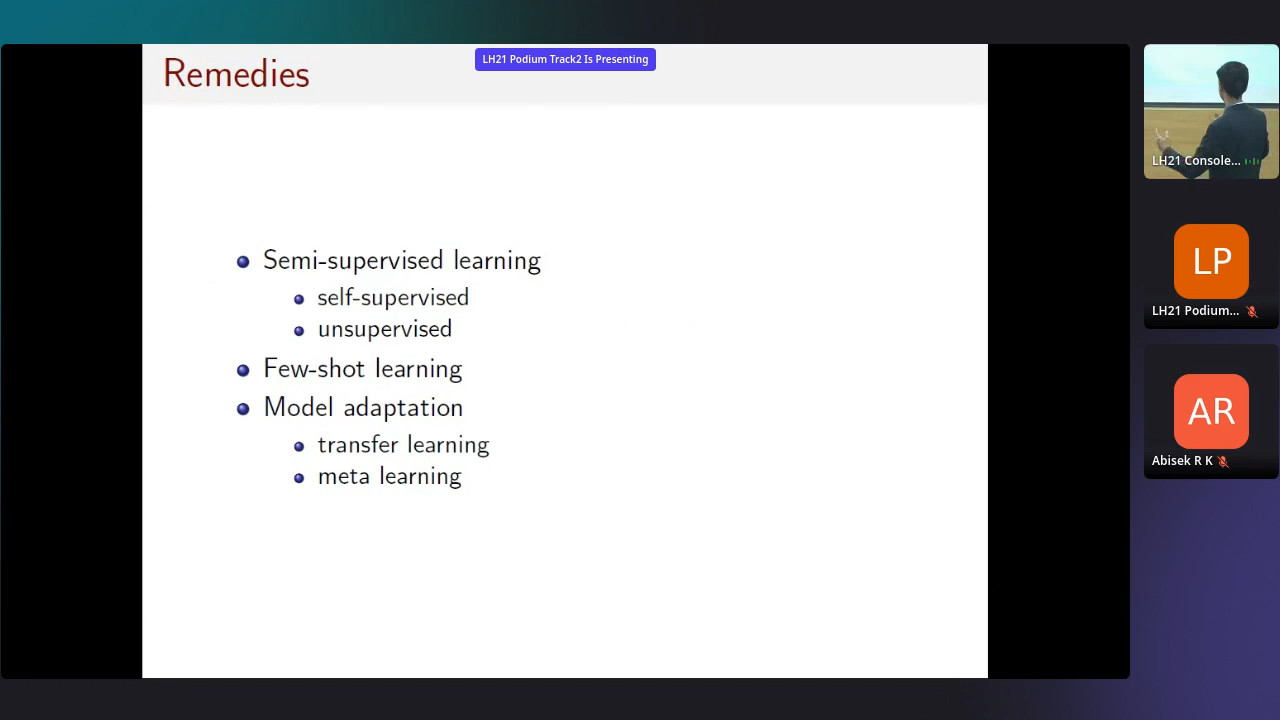 Remedies
LH21 Podium Track2 Is Presenting
Semi-supervised learning
self-supervised
unsupervised
Few-shot learning
Model adaptation
transfer learning
meta learning
LH21 Console...
LP
LH21 Podium...
AR
Abisek R K